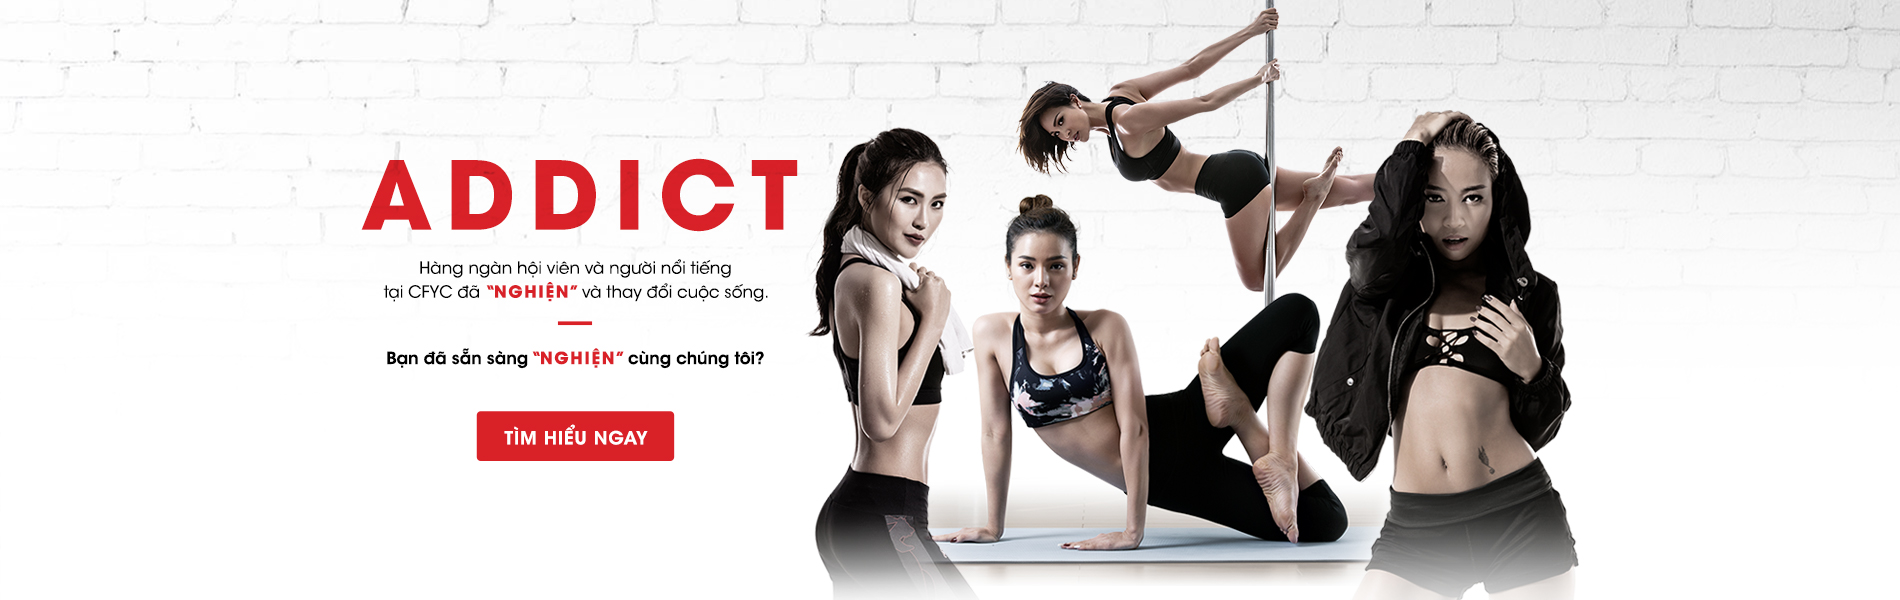 ADDICT
Hàng ngàn hội viên và người nổi tiếng
tại CFYC đã “NGHIỆN” và thay đổi cuộc sống.
Bạn đã sẵn sàng “NGHIỆN” cùng chúng tôi?
TÌM HIỂU NGAY